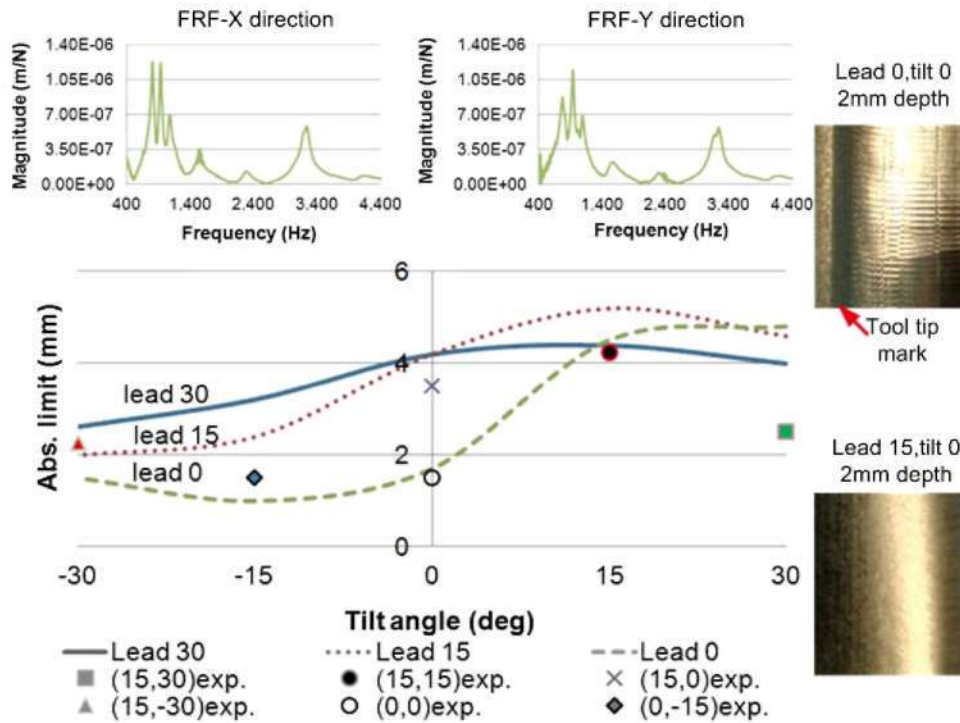 FRF-X direction
FRF-Y direction
Magnitude (m/N)
1.40E-06
1.05E-06
7.00E-07
3.50E-07
0.00E+00
400 1,400 2,400 3,400 4,400
Frequency (Hz)
Magnitude (m/N)
1.40E-06
1.05E-06
7.00E-07
3.50E-07
0.00E+00
400 1,400 2,400 3,400 4,400
Frequency (Hz)
Lead 0,tilt 0
2mm depth
Tool tip
mark
Lead 15,tilt 0
2mm depth
Abs. limit (mm)
6
4
2
0
lead 30
lead 15
lead 0
-30 -15 0 15 30
Tilt angle (deg)
Lead 30 Lead 15 Lead 0
(15,30)exp. (15,15)exp. (15,0)exp.
(15,-30)exp. (0,0)exp. (0,-15)exp.